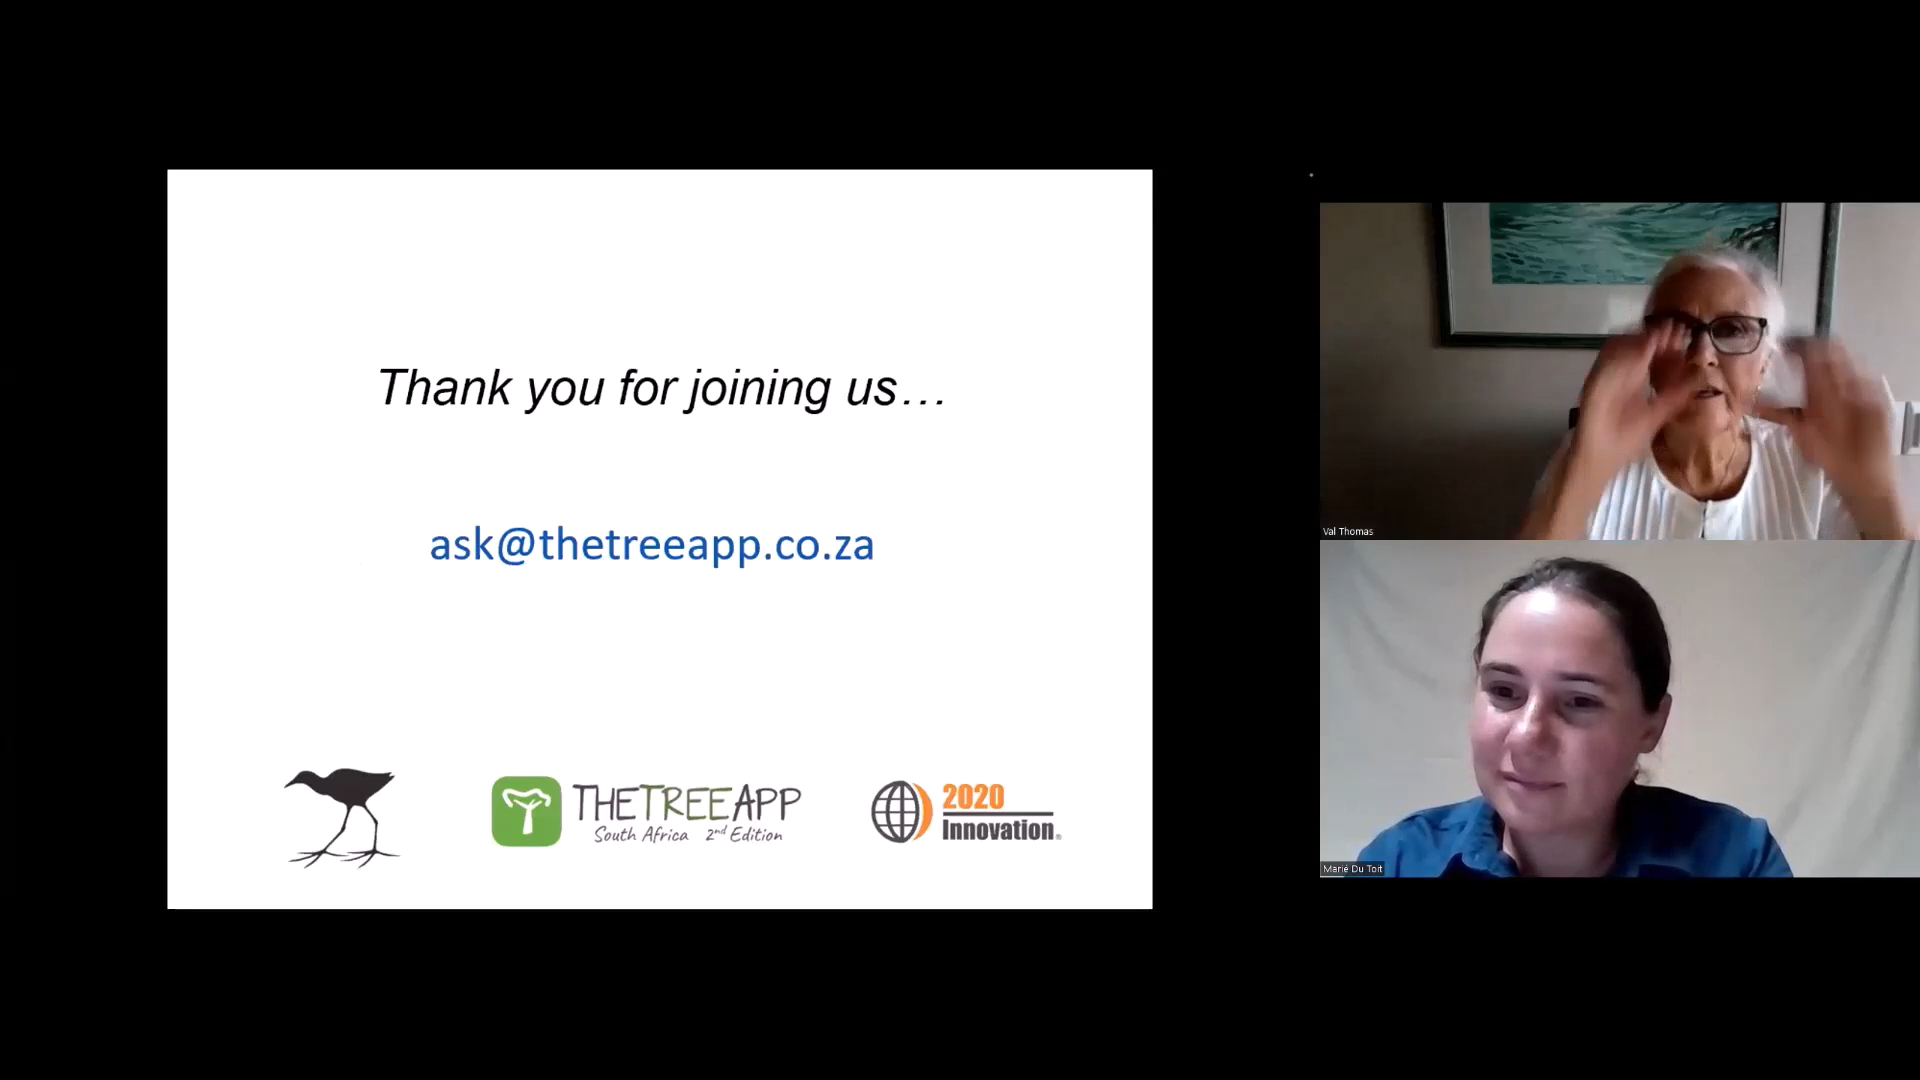 Thank you for joining us…
ask@thetreeapp.co.za
THETREEAPP
South Africa 2nd Edition
2020
Innovation®
Val Thomas
Marié Du Toit